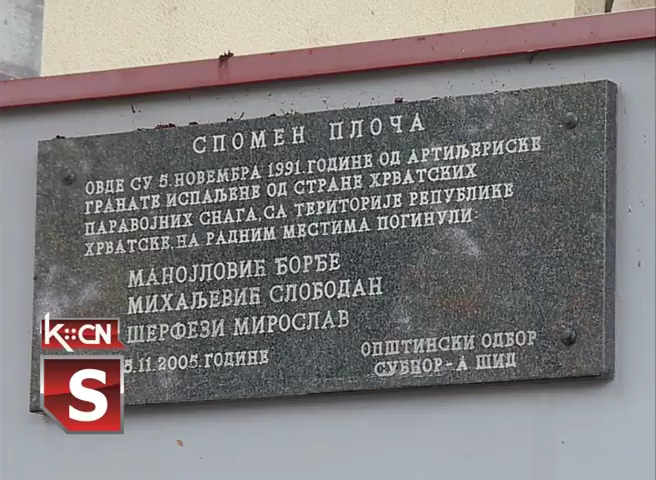 СПОМЕН ПЛОЧА
ОВДЕ СУ 5.НОВЕМБРА 1991.ГОДИНЕ ОД АРТИЉЕРИСКЕ
ГРАНАТЕ ИСПАЉЕНЕ ОД СТРАНЕ ХРВАТСКИХ
ПАРАВОЈНИХ СНАГА, СА ТЕРИТОРИЈЕ РЕПУБЛИКЕ
ХРВАТСКЕ, НА РАДНИМ МЕСТИМА ПОГИНУЛИ:
МАНОЈЛОВИЋ ЂОРЂЕ
МИХАЉЕВИЋ СЛОБОДАН
ШЕРФЕЗИ МИРОСЛАВ
5.11.2005.ГОДИНЕ
ОПШТИНСКИ ОДБОР
СУБНОР-А ШИД
K::CN
S